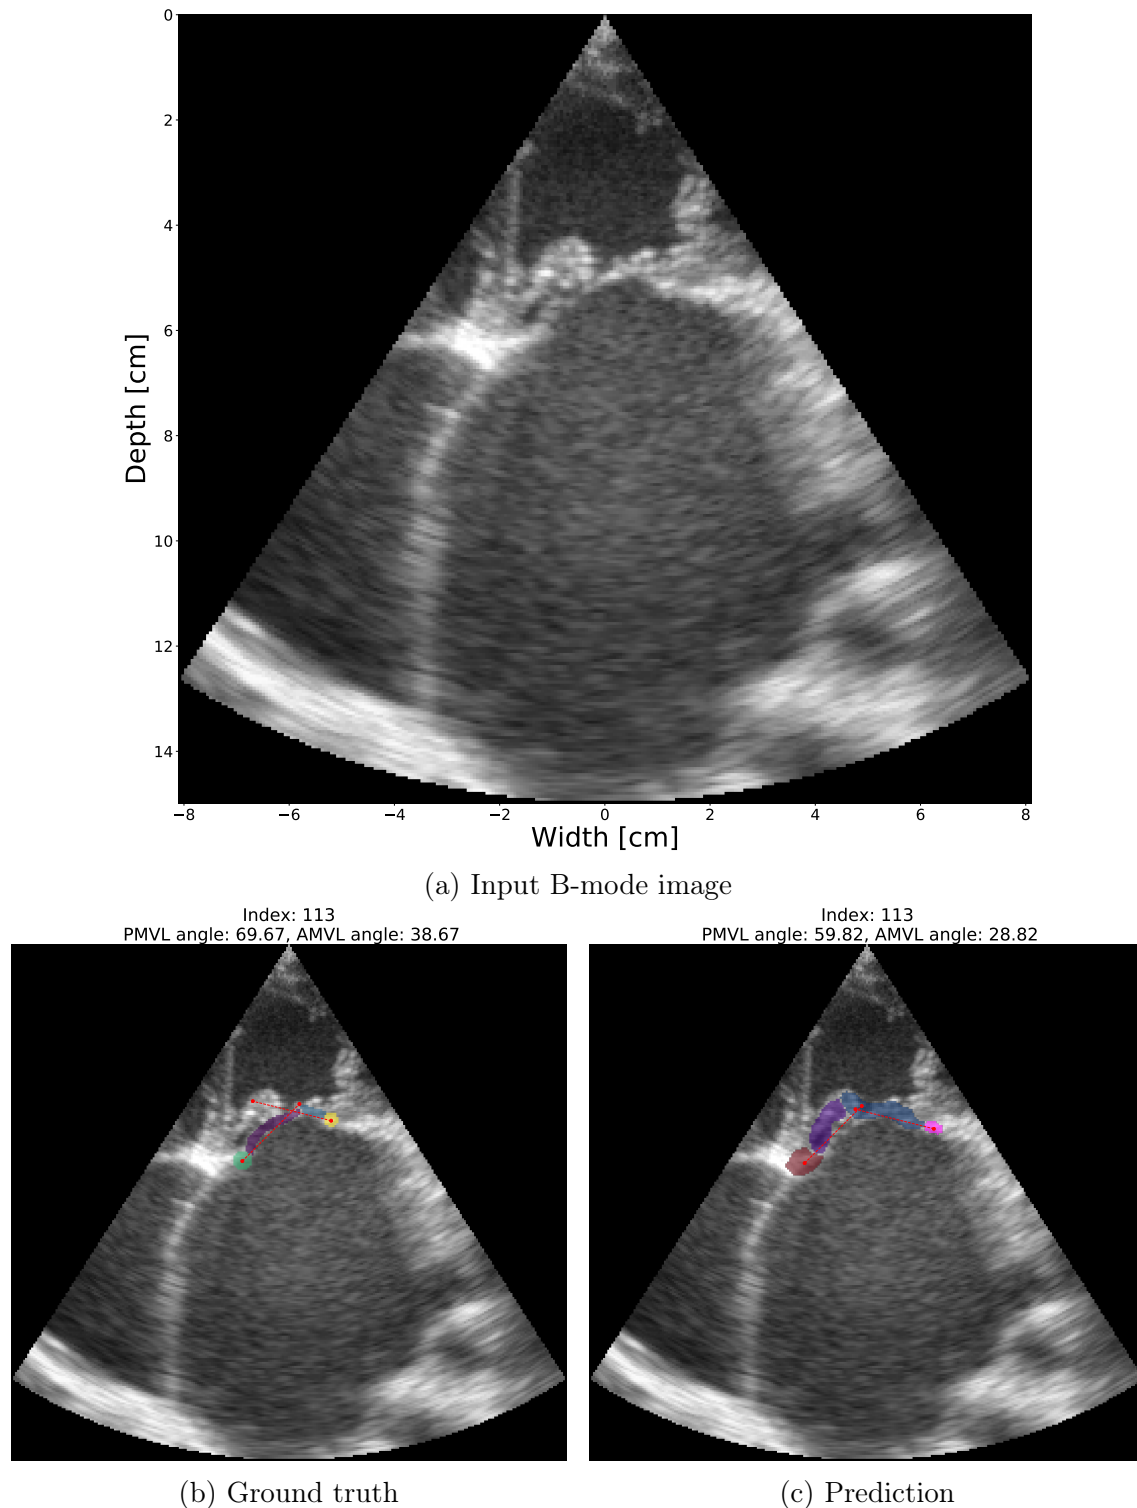 0
2
4
6
8
10
12
14
Depth [cm]
−8 −6 −4 −2 0 2 4 6 8
Width [cm]
(a) Input B-mode image
Index: 113
PMVL angle: 69.67, AMVL angle: 38.67
Index: 113
PMVL angle: 59.82, AMVL angle: 28.82
(b) Ground truth
(c) Prediction